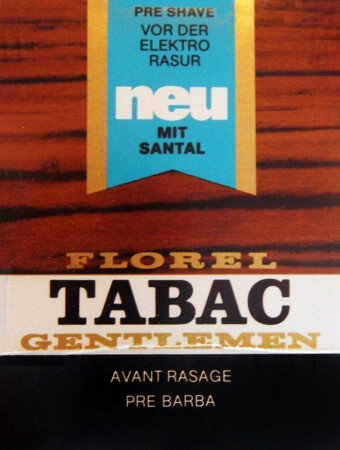 PRE SHAVE
VOR DER
ELEKTRO
RASUR
neu
MIT
SANTAL
FLOREL
TABAC
GENTLEMEN
AVANT RASAGE
PRE BARBA